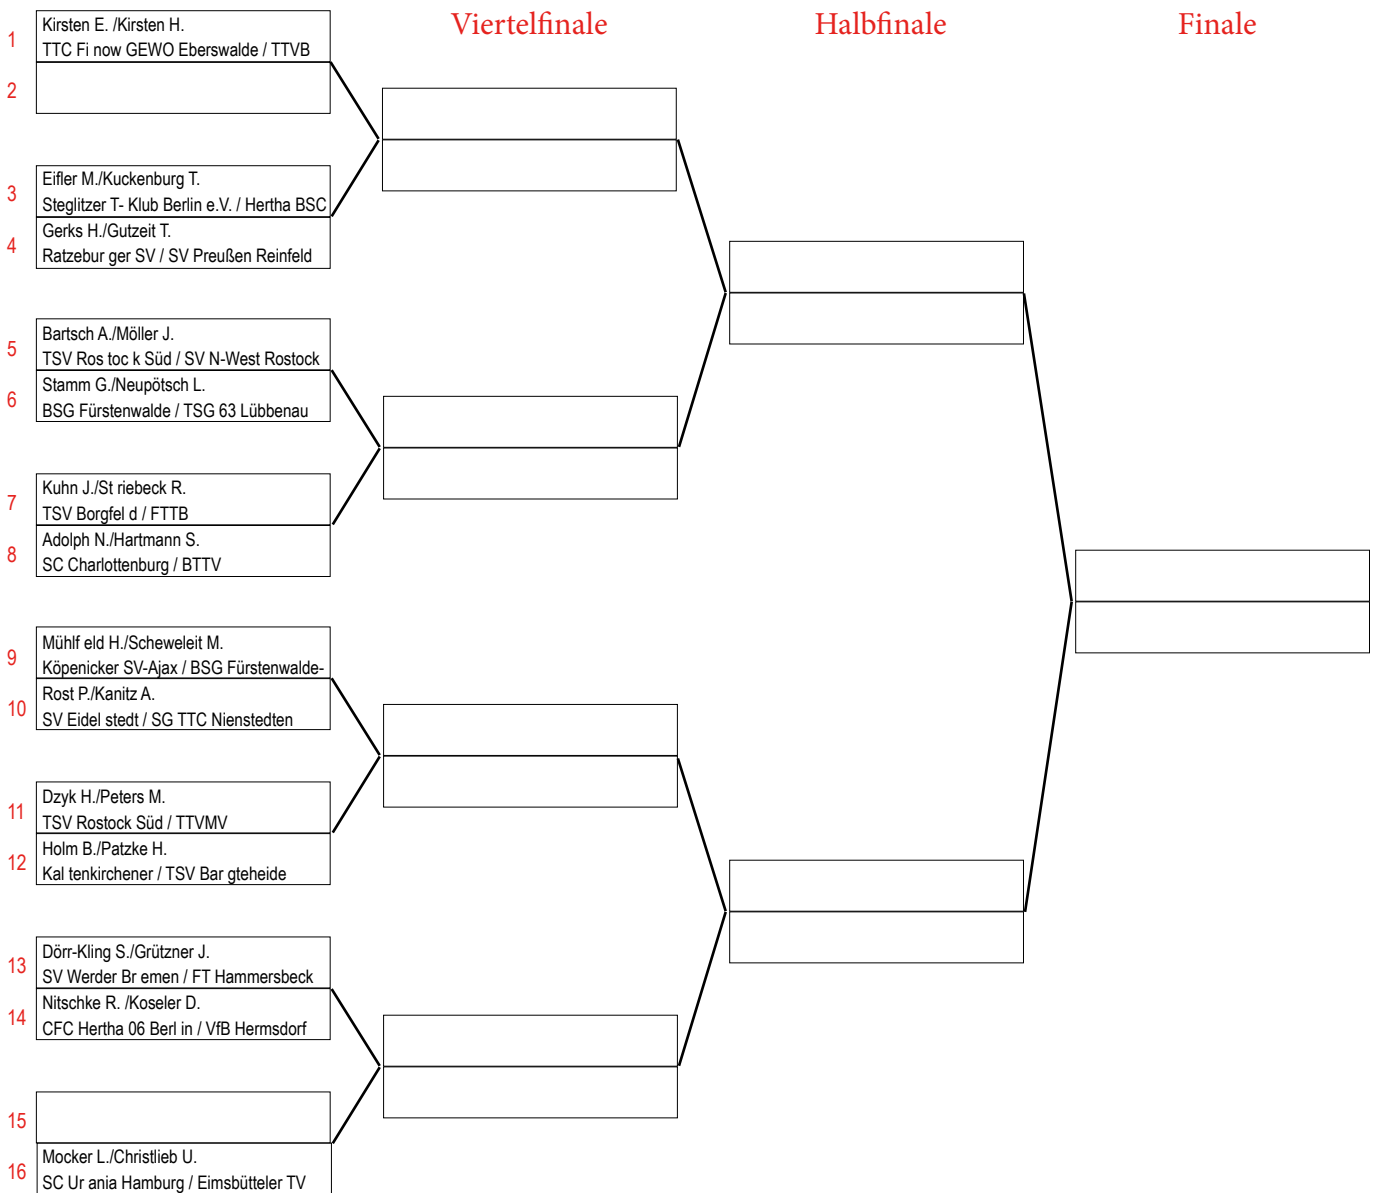 Viertelfinale
Halbfinale
Finale
1
Kirsten E. /Kirsten H.
TTC Fi now GEWO Eberswalde / TTVB
2
3
Eifler M./Kuckenburg T.
Steglitzer T- Klub Berlin e.V. / Hertha BSC
4
Gerks H./Gutzeit T.
Ratzebur ger SV / SV Preußen Reinfeld
5
Bartsch A./Möller J.
TSV Ros toc k Süd / SV N-West Rostock
6
Stamm G./Neupötsch L.
BSG Fürstenwalde / TSG 63 Lübbenau
7
Kuhn J./St riebeck R.
TSV Borgfel d / FTTB
8
Adolph N./Hartmann S.
SC Charlottenburg / BTTV
9
Mühlf eld H./Scheweleit M.
Köpenicker SV-Ajax / BSG Fürstenwalde-
10
Rost P./Kanitz A.
SV Eidel stedt / SG TTC Nienstedten
11
Dzyk H./Peters M.
TSV Rostock Süd / TTVMV
12
Holm B./Patzke H.
Kal tenkirchener / TSV Bar gteheide
13
Dörr-Kling S./Grützner J.
SV Werder Br emen / FT Hammersbeck
14
Nitschke R. /Koseler D.
CFC Hertha 06 Berl in / VfB Hermsdorf
15
16
Mocker L./Christlieb U.
SC Ur ania Hamburg / Eimsbütteler TV